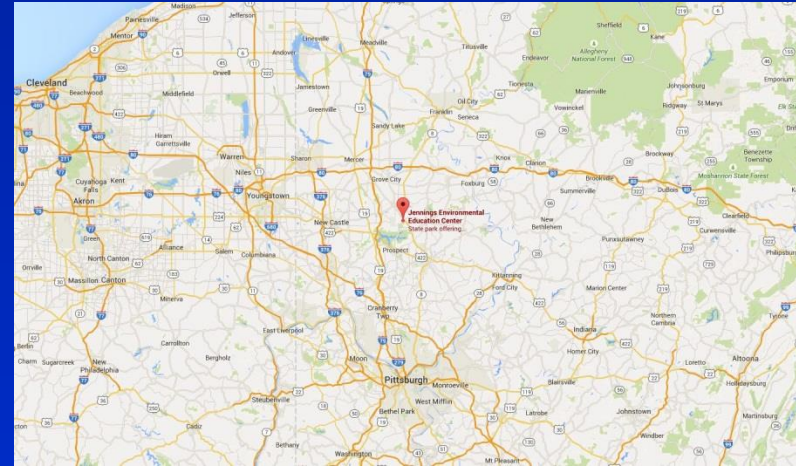 Madison
Painesville
Jefferson
Mentor
Linesville
Meadville
Titusville
Sheffield
Kane
Andover
Endeavor
Allegheny
National Forest
Orwell
Cleveland
Beachwood
Middlefield
Jamestown
Tionesta
Marienville
Johnsonburg
Emporium
Greenville
Oil City
Franklin
Seneca
Vowinckel
Ridgway
St Marys
Hiram
Garrettsville
Sandy Lake
Warren
Sharon
Mercer
Knox
Clarion
Brockway
Benezette
Township
Niles
Grove City
Brookville
Cuyahoga
Falls
Kent
Youngstown
Foxburg
Summerville
DuBois
Moshannon State Forest
Akron
Jennings Environmental
Education Center
State park offering
New Castle
New
Bethlehem
Clearfield
Curwensville
Green
Alliance
Salem
Columbiana
Prospect
Punxsutawney
North Canton
Orrville
Massillon
Canton
Kittanning
Ford City
Marion Center
Philipsburg
Minerva
Cranberry
Twp
Northern
Cambria
Tyrone
East Liverpool
Indiana
Carrollton
Homer City
Charm
Sugarcreek
New
Philadelphia
Bergholz
Moon
Loretto
Altoona
Pittsburgh
Monroeville
Blairsville
Hollidaysburg
Steubenville
West Mifflin
Bethel Park
Latrobe
Johnstown
Martinsburg
Cadiz
Windber
Bethany
Washington
Mt Pleasant